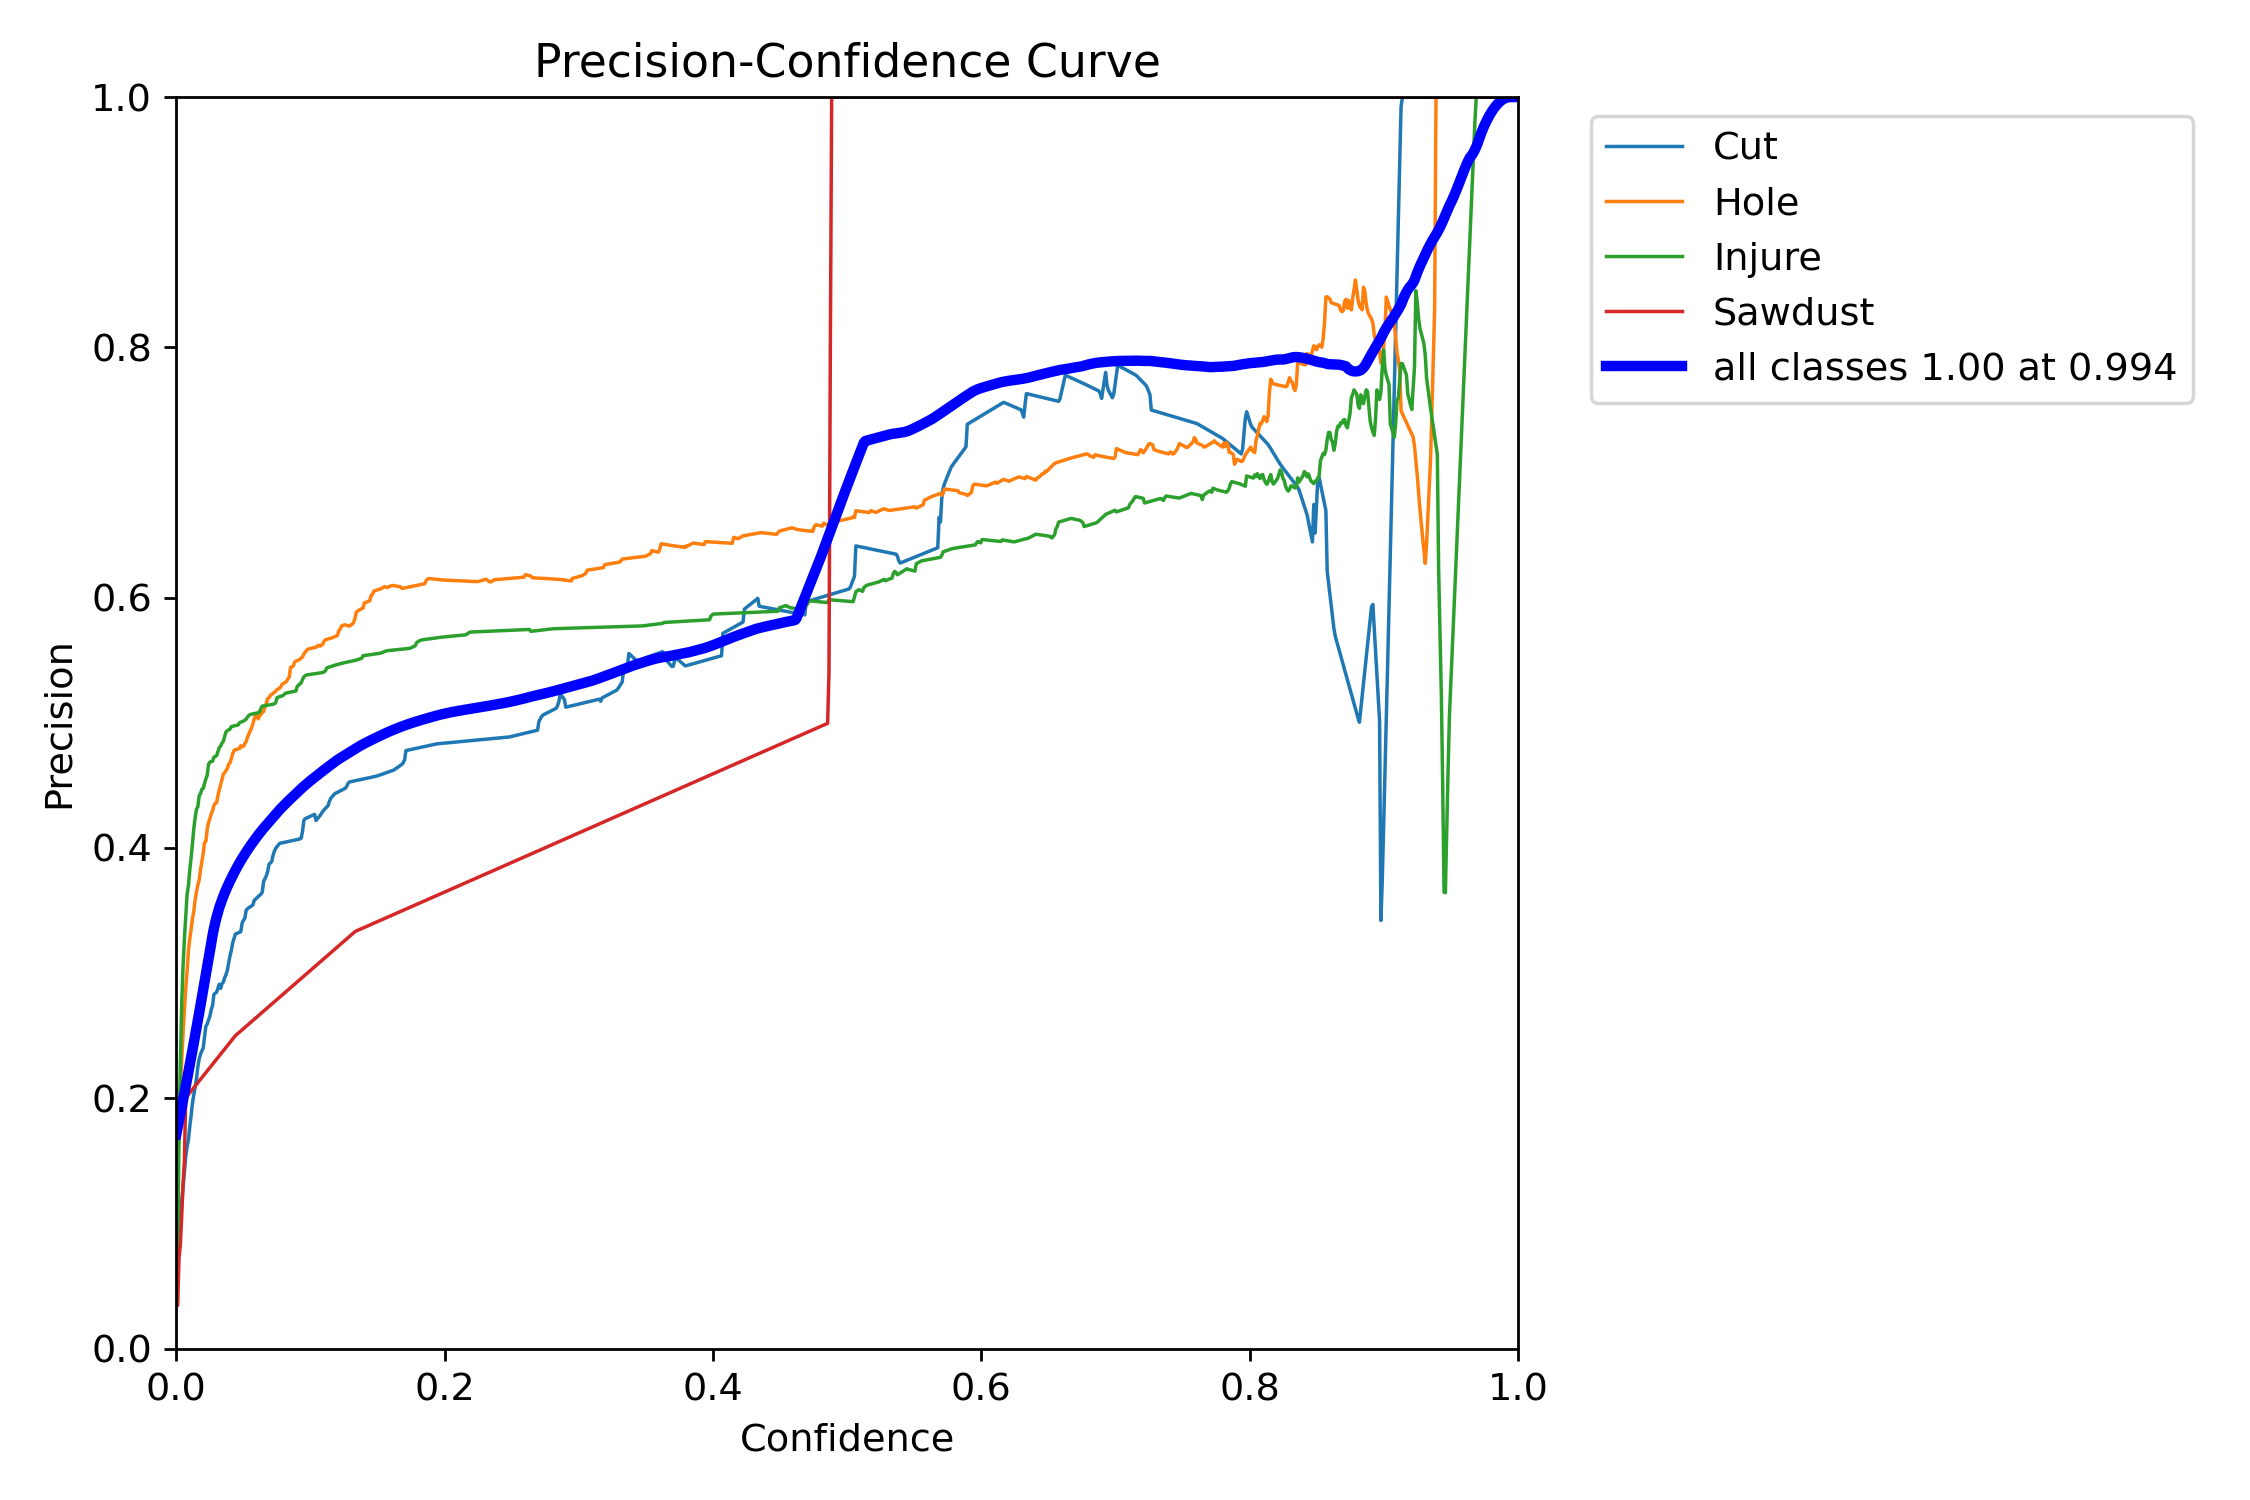 Precision-Confidence Curve
1.0
0.8
0.6
0.4
0.2
0.0
Precision
0.0 0.2 0.4 0.6 0.8 1.0
Confidence
Cut
Hole
Injure
Sawdust
all classes 1.00 at 0.994